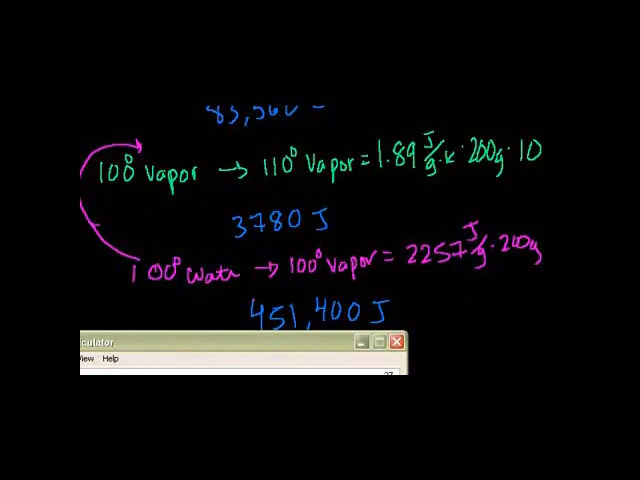 100° vapor → 110° vapor = 1.89 J/g·K · 200g · 10
3780 J
100° water → 100° vapor = 2257 J/g · 200g
451,400 J
culator
View Help